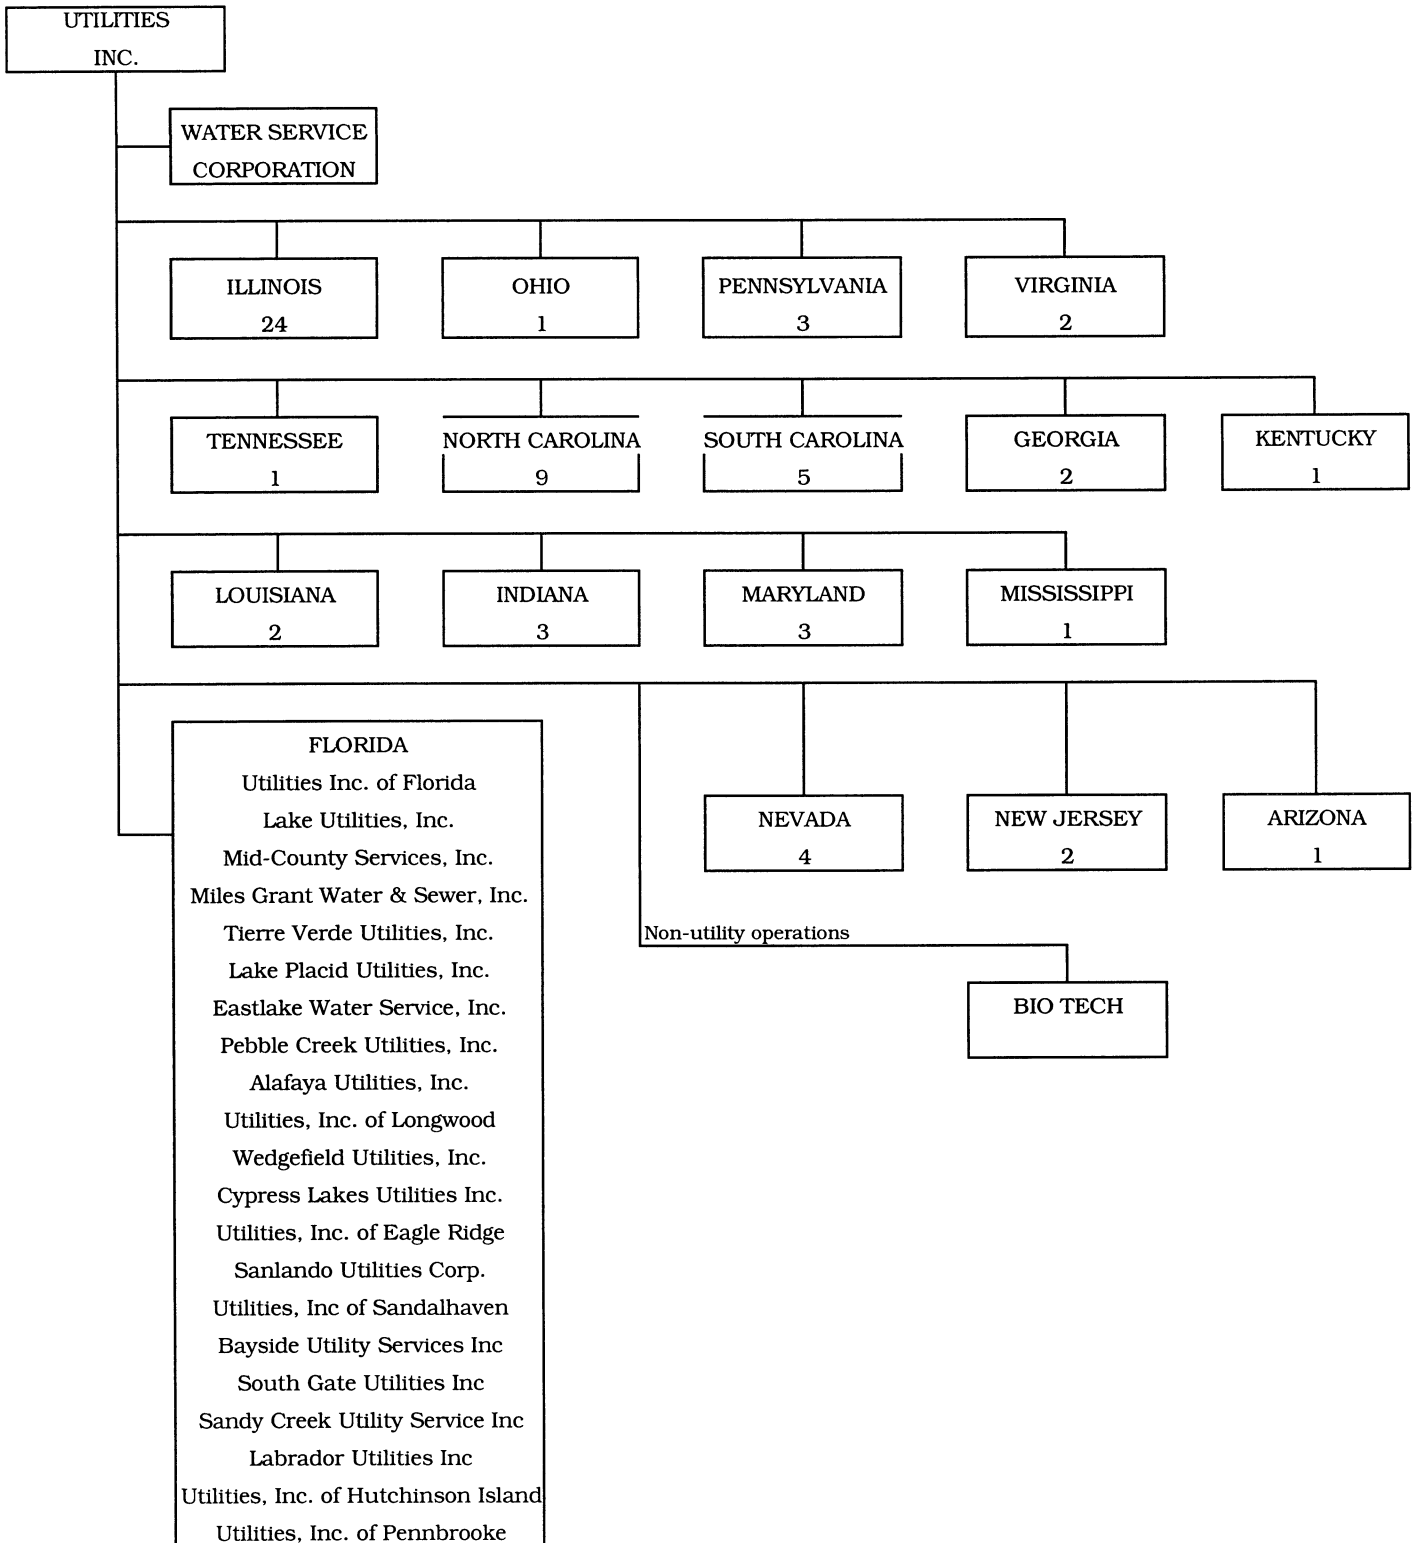 UTILITIES
INC.
WATER SERVICE
CORPORATION
ILLINOIS
24
OHIO
1
PENNSYLVANIA
3
VIRGINIA
2
TENNESSEE
1
NORTH CAROLINA
9
SOUTH CAROLINA
5
GEORGIA
2
KENTUCKY
1
LOUISIANA
2
INDIANA
3
MARYLAND
3
MISSISSIPPI
1
FLORIDA
Utilities Inc. of Florida
Lake Utilities, Inc.
Mid-County Services, Inc.
Miles Grant Water & Sewer, Inc.
Tierre Verde Utilities, Inc.
Lake Placid Utilities, Inc.
Eastlake Water Service, Inc.
Pebble Creek Utilities, Inc.
Alafaya Utilities, Inc.
Utilities, Inc. of Longwood
Wedgefield Utilities, Inc.
Cypress Lakes Utilities Inc.
Utilities, Inc. of Eagle Ridge
Sanlando Utilities Corp.
Utilities, Inc of Sandalhaven
Bayside Utility Services Inc
South Gate Utilities Inc
Sandy Creek Utility Service Inc
Labrador Utilities Inc
Utilities, Inc. of Hutchinson Island
Utilities, Inc. of Pennbrooke
NEVADA
4
NEW JERSEY
2
ARIZONA
1
Non-utility operations
BIO TECH